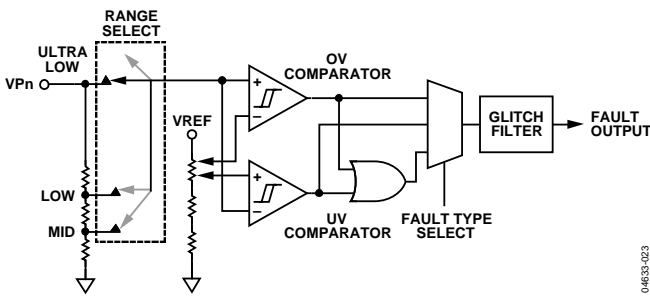 RANGE
SELECT
ULTRA
LOW
VPn
LOW
MID
VREF
+
−
+
−
OV
COMPARATOR
UV
COMPARATOR
FAULT TYPE
SELECT
GLITCH
FILTER
FAULT
OUTPUT
04633-023